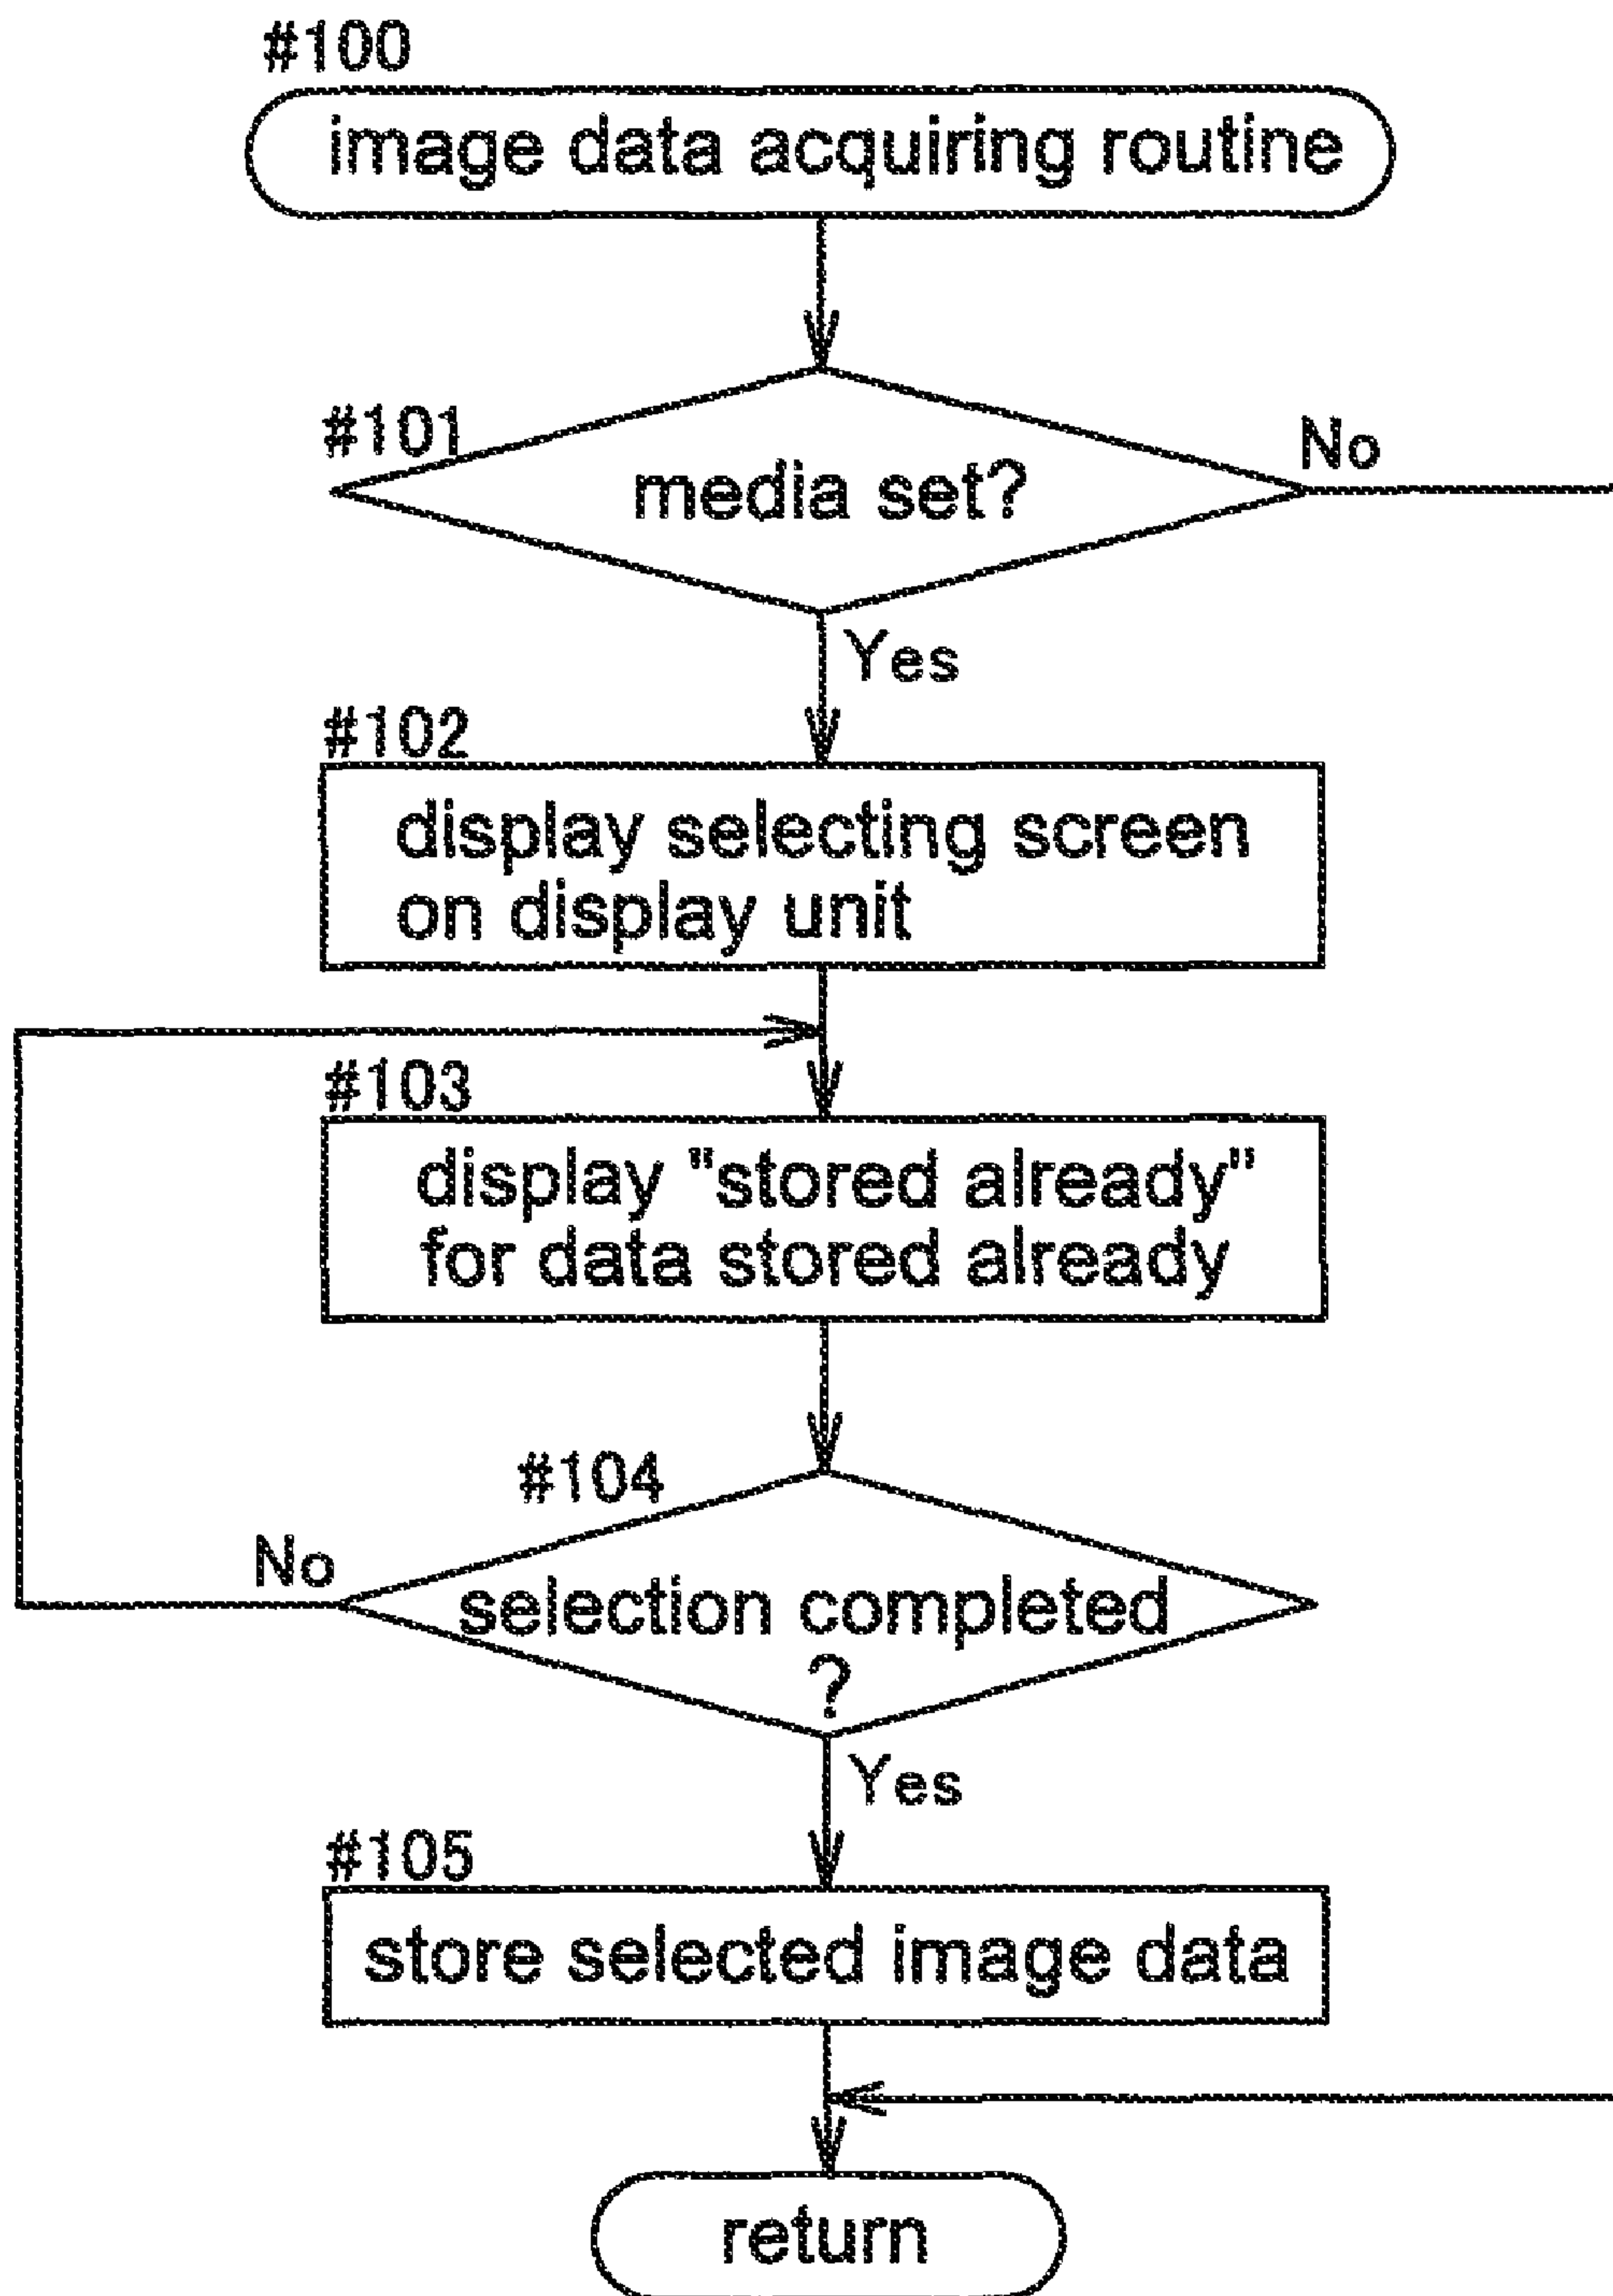 #100
image data acquiring routine
#101
media set?
No
Yes
#102
display selecting screen
on display unit
#103
display "stored already"
for data stored already
#104
No
selection completed
?
Yes
#105
store selected image data
return